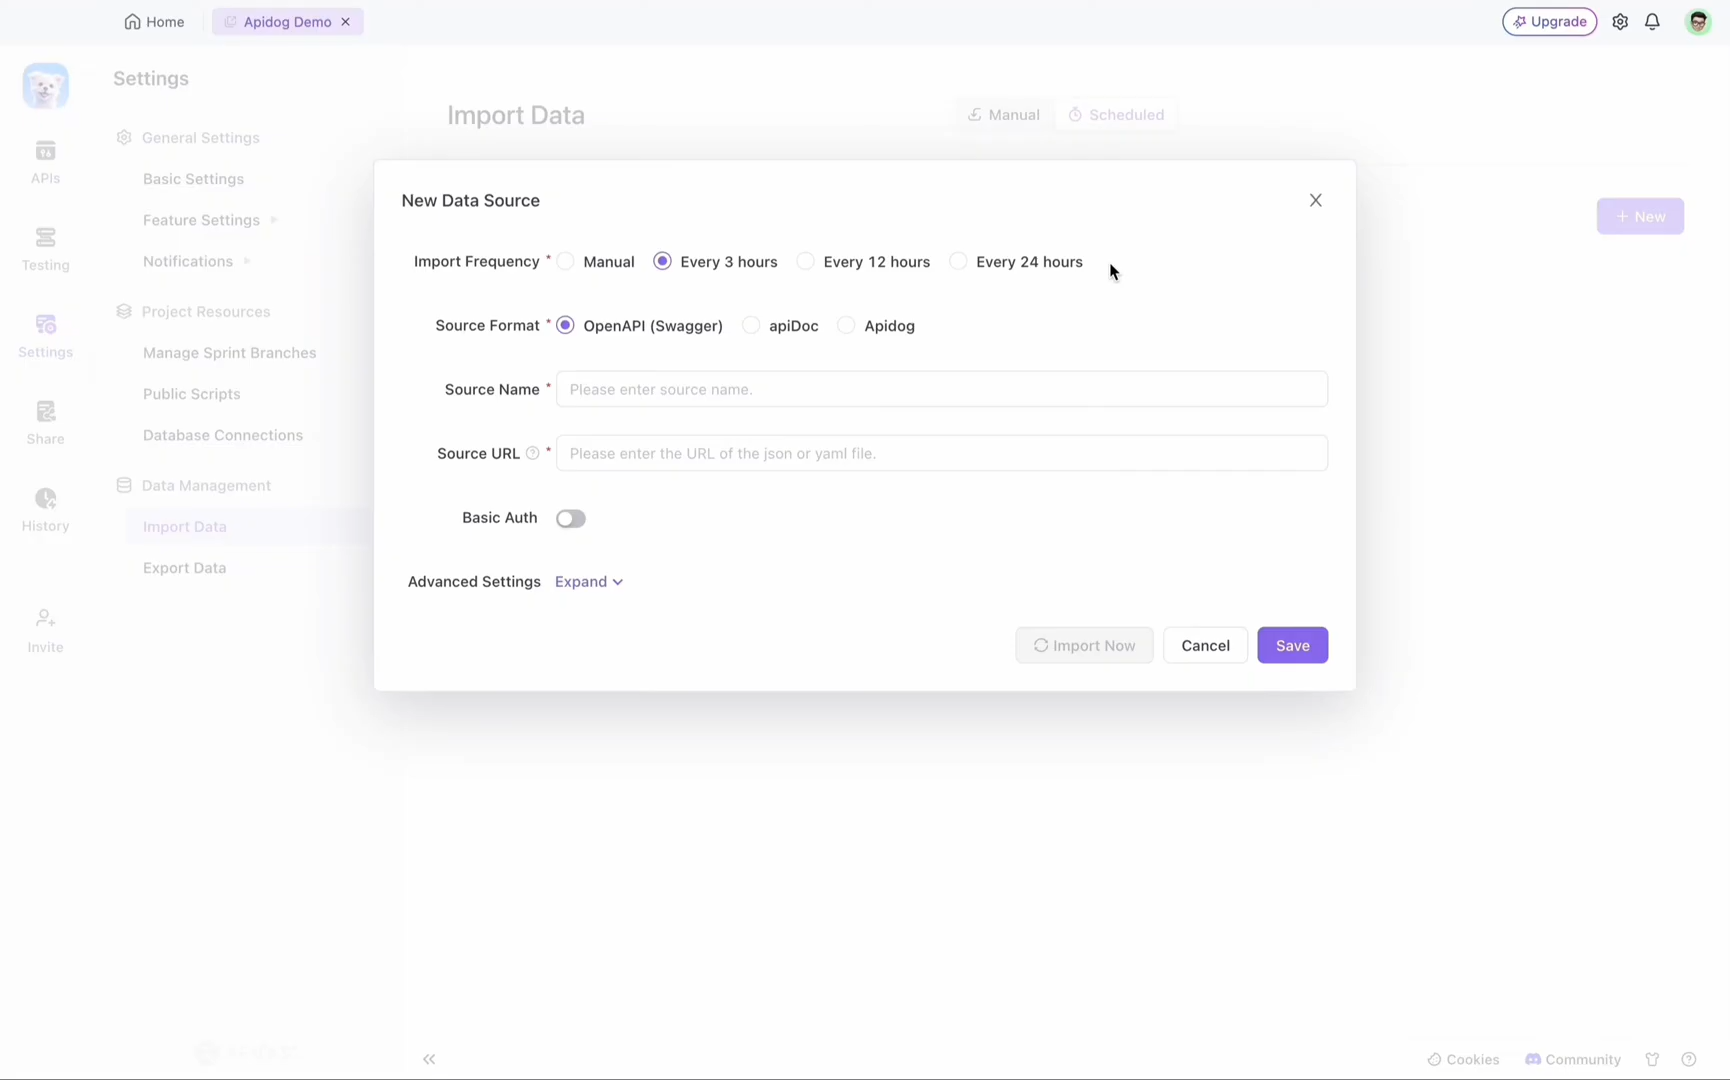 Home
Apidog Demo
Upgrade
Settings
General Settings
Basic Settings
Feature Settings
Notifications
Project Resources
Manage Sprint Branches
Public Scripts
Database Connections
Data Management
Import Data
Export Data
APIs
Testing
Settings
Share
History
Invite
Import Data
Manual
Scheduled
+ New
New Data Source
Import Frequency * Manual Every 3 hours Every 12 hours Every 24 hours
Source Format * OpenAPI (Swagger) apiDoc Apidog
Source Name * Please enter source name.
Source URL * Please enter the URL of the json or yaml file.
Basic Auth
Advanced Settings Expand
Import Now Cancel Save
Cookies Community